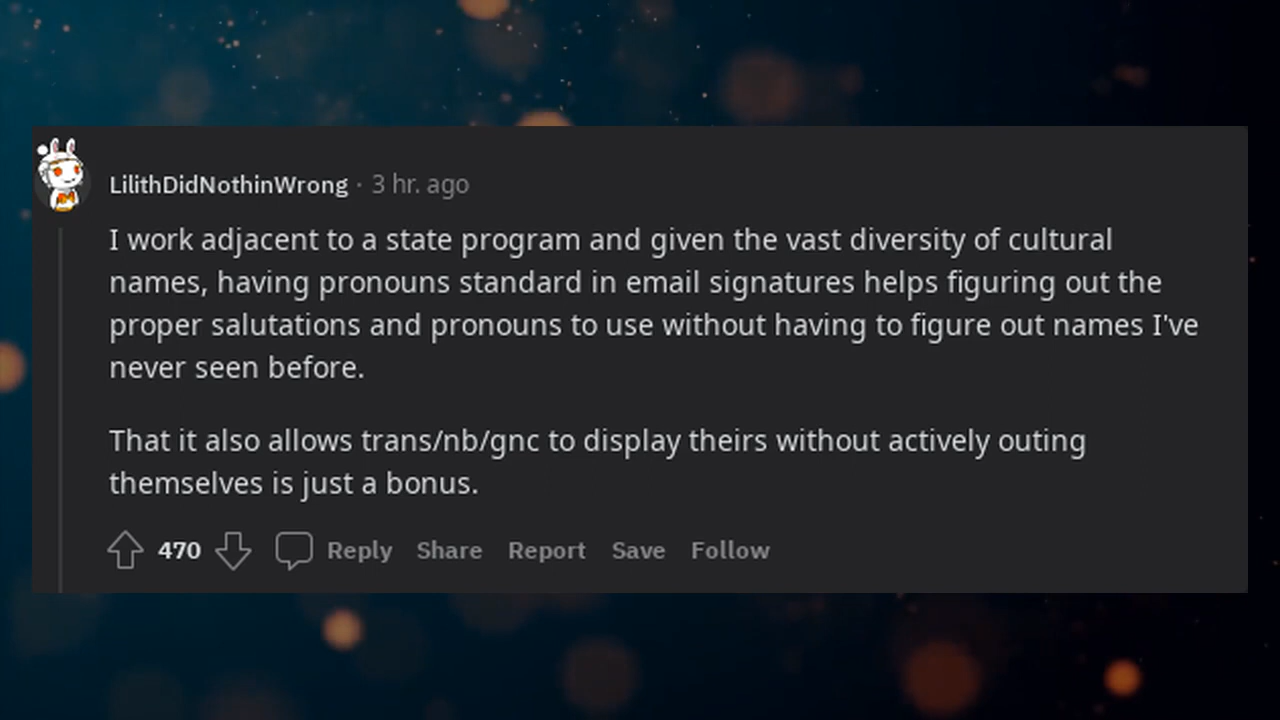 LilithDidNothinWrong · 3 hr. ago
I work adjacent to a state program and given the vast diversity of cultural
names, having pronouns standard in email signatures helps figuring out the
proper salutations and pronouns to use without having to figure out names I've
never seen before.
That it also allows trans/nb/gnc to display theirs without actively outing
themselves is just a bonus.
470 Reply Share Report Save Follow